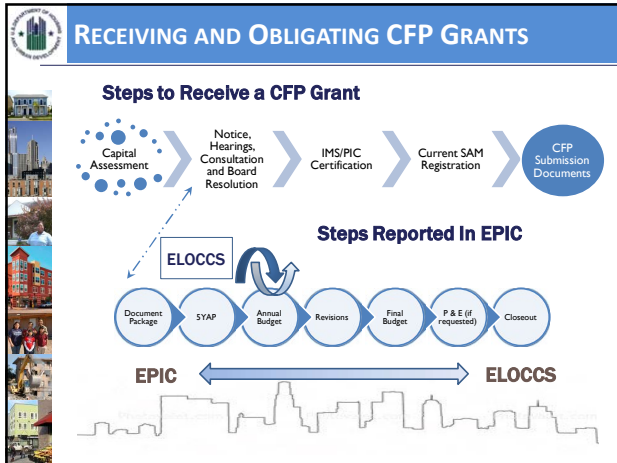 RECEIVING AND OBLIGATING CFP GRANTS
Steps to Receive a CFP Grant
Capital
Assessment
Notice,
Hearings,
Consultation
and Board
Resolution
IMS/PIC
Certification
Current SAM
Registration
CFP
Submission
Documents
Steps Reported in EPIC
ELOCCS
Document
Package
5YAP
Annual
Budget
Revisions
Final
Budget
P & E (if
requested)
Closeout
EPIC
ELOCCS